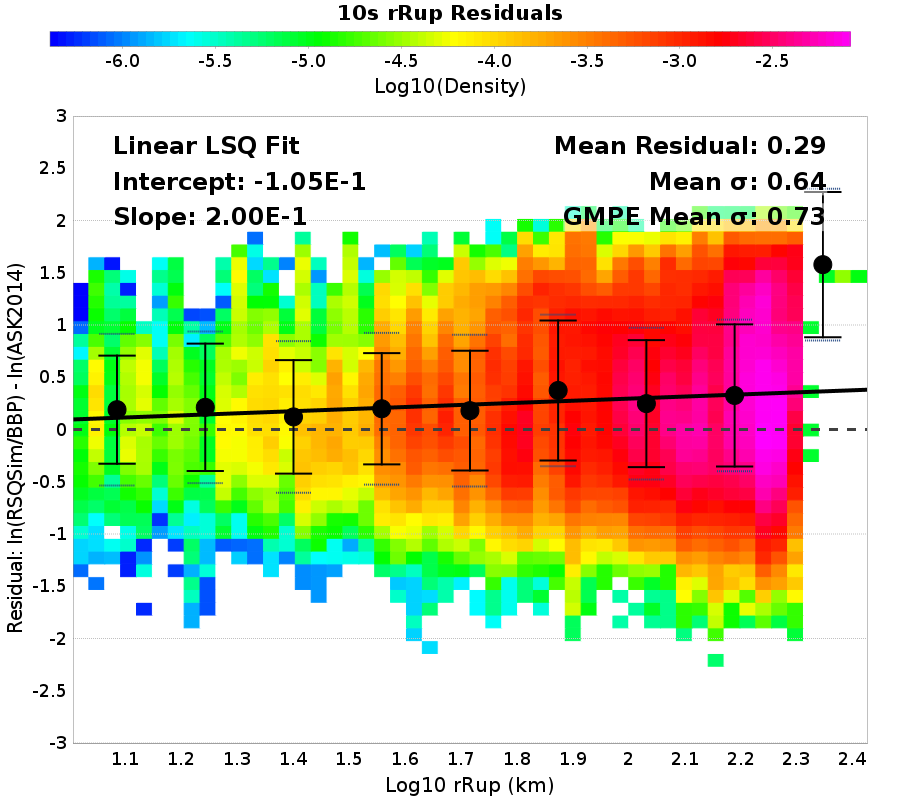 10s rRup Residuals
-6.0 -5.5 -5.0 -4.5 -4.0 -3.5 -3.0 -2.5
Log10(Density)
Linear LSQ Fit
Intercept: -1.05E-1
Slope: 2.00E-1
Mean Residual: 0.29
Mean σ: 0.64
GMPE Mean σ: 0.73
Residual: ln(RSQSim/BBP) - ln(ASK2014)
3
2.5
2
1.5
1
0.5
0
-0.5
-1
-1.5
-2
-2.5
-3
1.1 1.2 1.3 1.4 1.5 1.6 1.7 1.8 1.9 2 2.1 2.2 2.3 2.4
Log10 rRup (km)